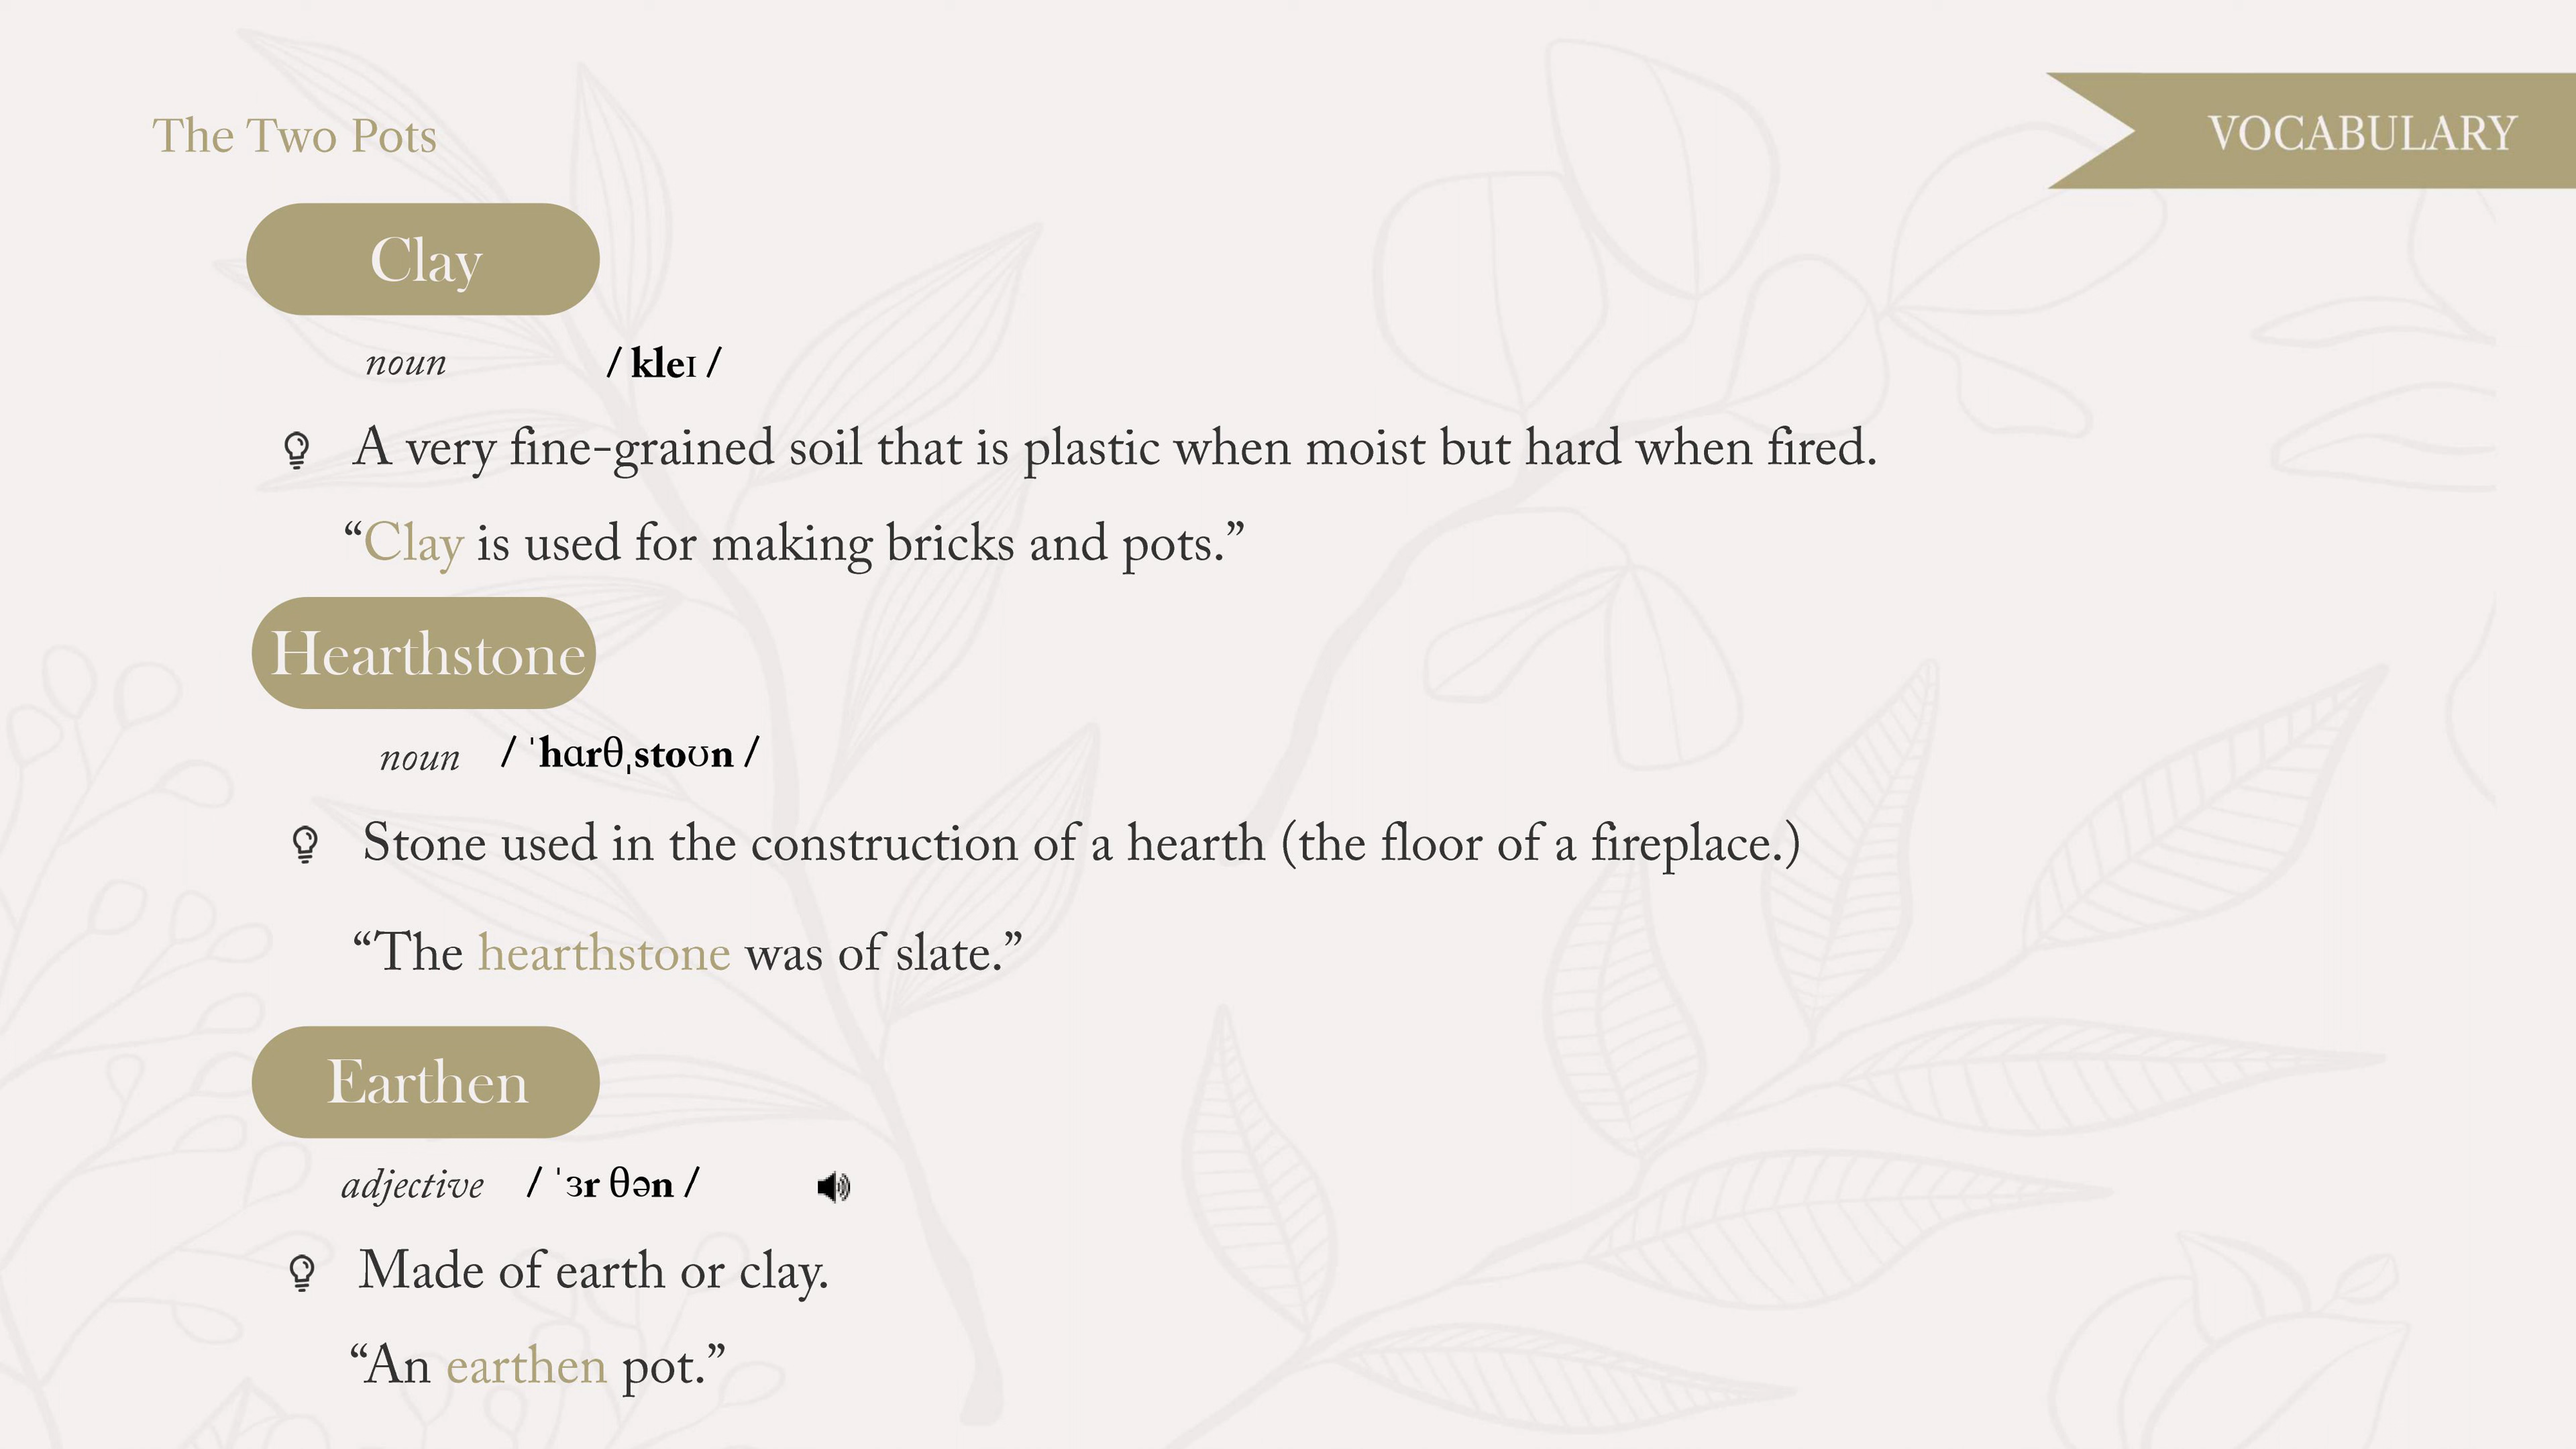 The Two Pots
VOCABULARY
Clay
noun / kleɪ /
A very fine-grained soil that is plastic when moist but hard when fired.
“Clay is used for making bricks and pots.”
Hearthstone
noun / ˈhɑrθˌstoʊn /
Stone used in the construction of a hearth (the floor of a fireplace.)
“The hearthstone was of slate.”
Earthen
adjective / ˈɜr θən /
Made of earth or clay.
“An earthen pot.”